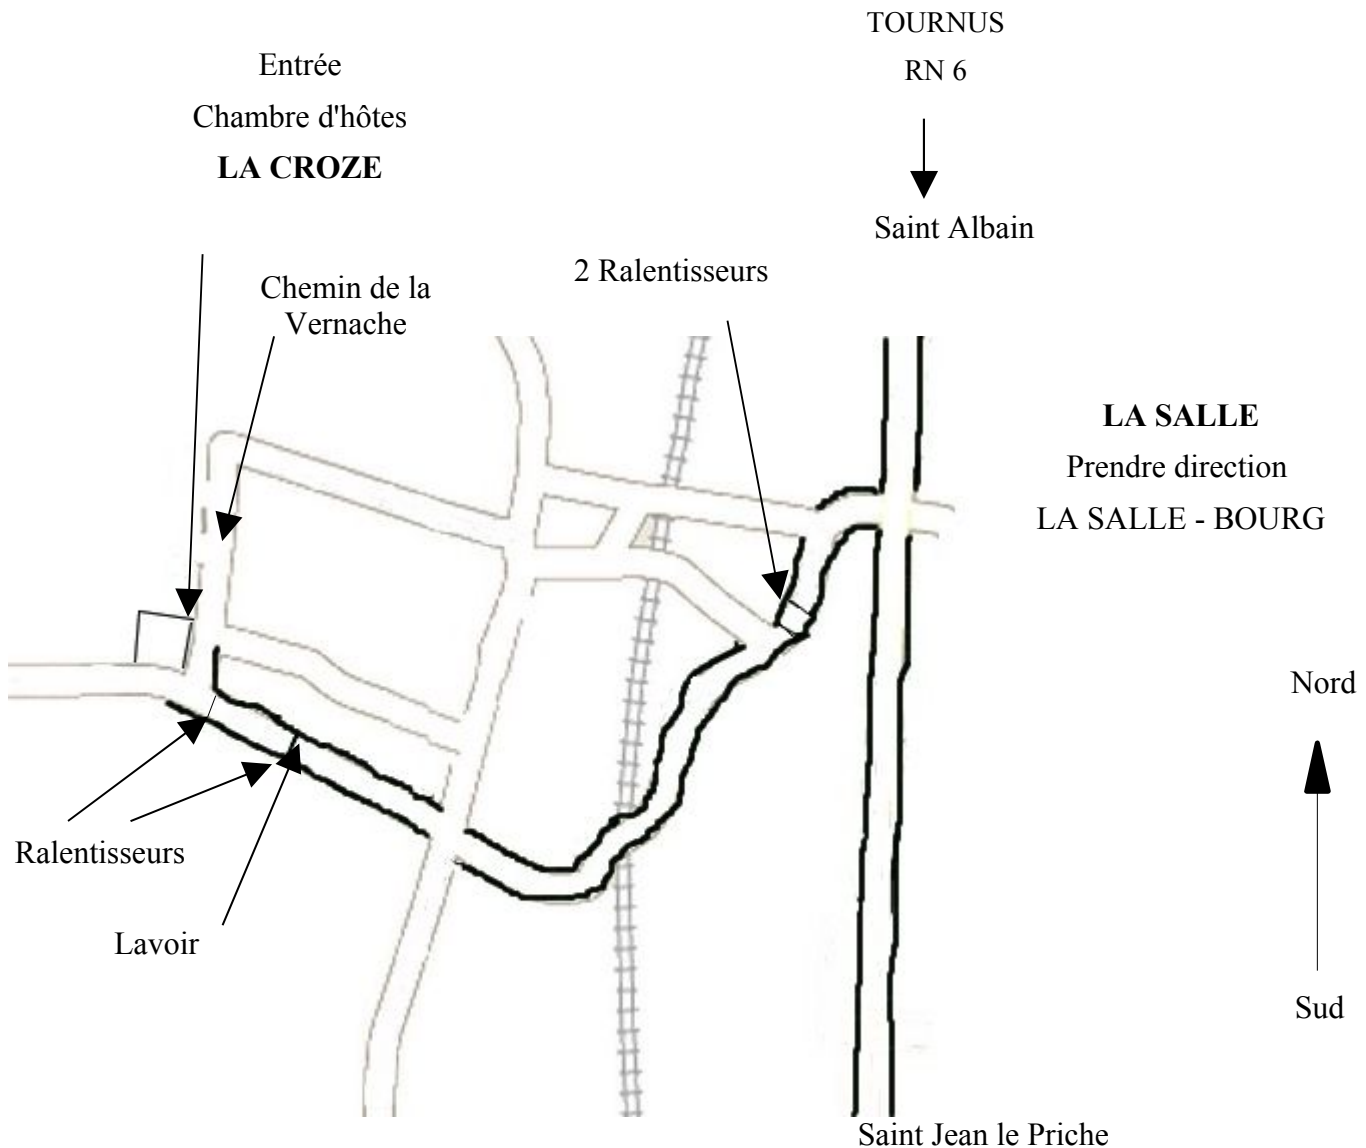 TOURNUS
RN 6
Saint Albain
Entrée
Chambre d'hôtes
LA CROZE
Chemin de la
Vernache
2 Ralentisseurs
LA SALLE
Prendre direction
LA SALLE - BOURG
Nord
Sud
Ralentisseurs
Lavoir
Saint Jean le Priche